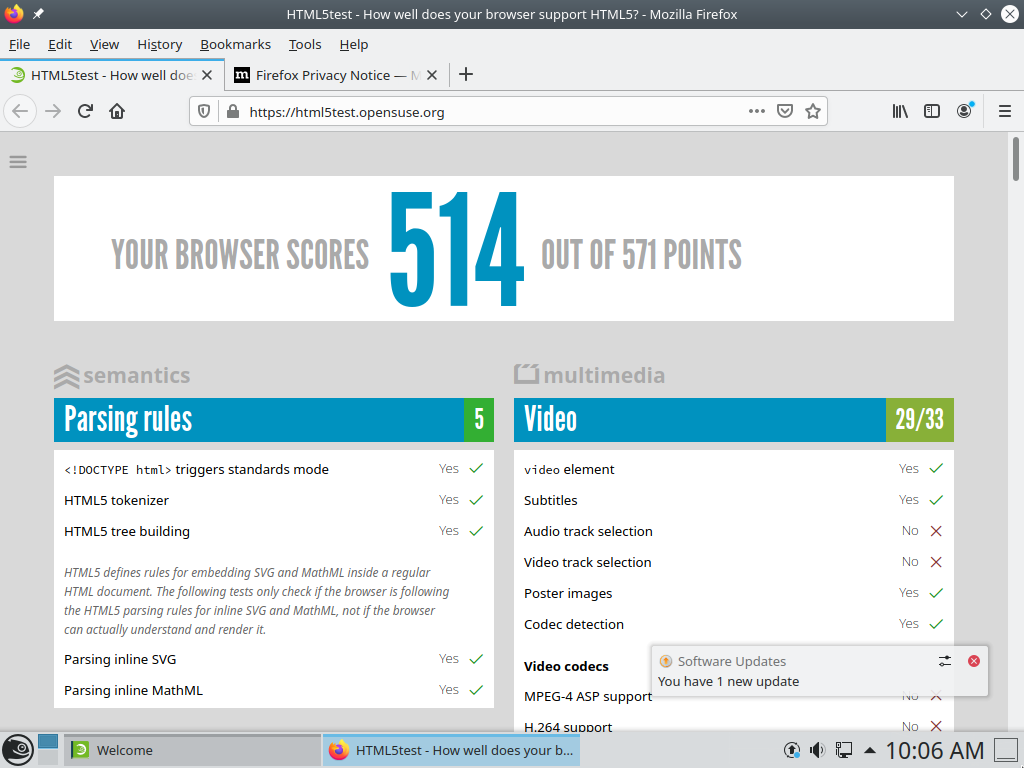 HTML5test - How well does your browser support HTML5? - Mozilla Firefox
File Edit View History Bookmarks Tools Help
HTML5test - How well doe
Firefox Privacy Notice — M
https://html5test.opensuse.org
YOUR BROWSER SCORES 514 OUT OF 571 POINTS
semantics
Parsing rules 5
<!DOCTYPE html> triggers standards mode Yes
HTML5 tokenizer Yes
HTML5 tree building Yes
HTML5 defines rules for embedding SVG and MathML inside a regular
HTML document. The following tests only check if the browser is following
the HTML5 parsing rules for inline SVG and MathML, not if the browser
can actually understand and render it.
Parsing inline SVG Yes
Parsing inline MathML Yes
multimedia
Video 29/33
video element Yes
Subtitles Yes
Audio track selection No
Video track selection No
Poster images Yes
Codec detection Yes
Video codecs
MPEG-4 ASP support No
H.264 support No
Software Updates
You have 1 new update
Welcome
HTML5test - How well does your b...
10:06 AM